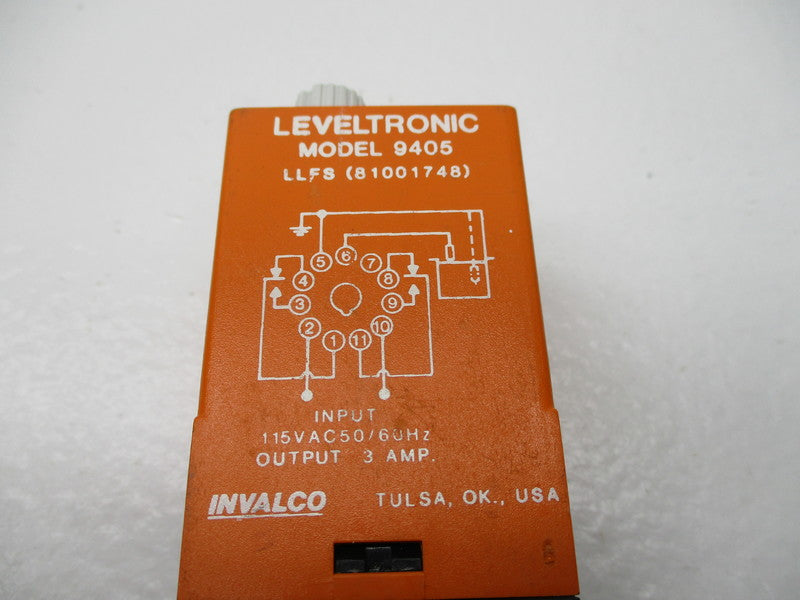 LEVELTRONIC
MODEL 9405
LLFS (81001748)
5 6 7
4 8
3 9
2 10
1 11
INPUT
115VAC50/60Hz
OUTPUT 3 AMP.
INVALCO TULSA, OK., USA